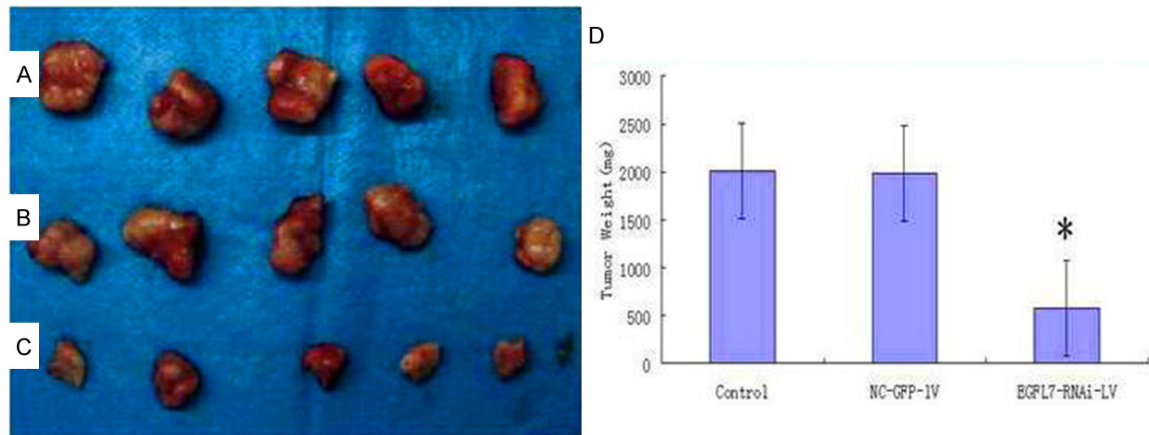 A
B
C
D
Tumor Weight (mg)
3000
2500
2000
1500
1000
500
0
*
Control
NC-GFP-lV
EGFL7-RNAi-LV